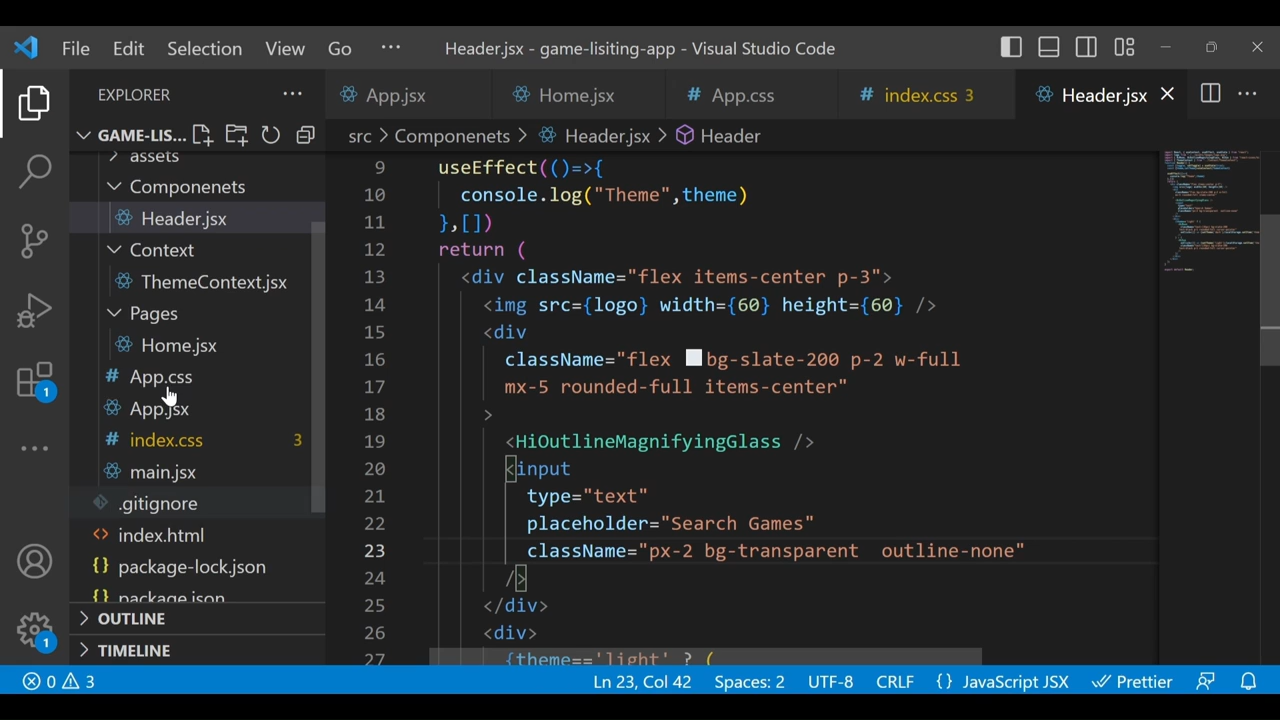 File Edit Selection View Go ··· Header.jsx - game-lisiting-app - Visual Studio Code
EXPLORER ···
App.jsx Home.jsx # App.css # index.css 3 Header.jsx ···
GAME-LIS...
src > Componenets > Header.jsx > Header
assets
Componenets
Header.jsx
Context
ThemeContext.jsx
Pages
Home.jsx
# App.css
App.jsx
# index.css 3
main.jsx
.gitignore
<> index.html
{} package-lock.json
{} package.json
OUTLINE
TIMELINE
9 useEffect(()=>{
10 console.log("Theme",theme)
11 },[])
12 return (
13 <div className="flex items-center p-3">
14 <img src={logo} width={60} height={60} />
15 <div
16 className="flex bg-slate-200 p-2 w-full
17 mx-5 rounded-full items-center"
18 >
19 <HiOutlineMagnifyingGlass />
20 <input
21 type="text"
22 placeholder="Search Games"
23 className="px-2 bg-transparent  outline-none"
24 />
25 </div>
26 <div>
27 {theme=='light' ? (
1
1
0 3 Ln 23, Col 42 Spaces: 2 UTF-8 CRLF {} JavaScript JSX Prettier